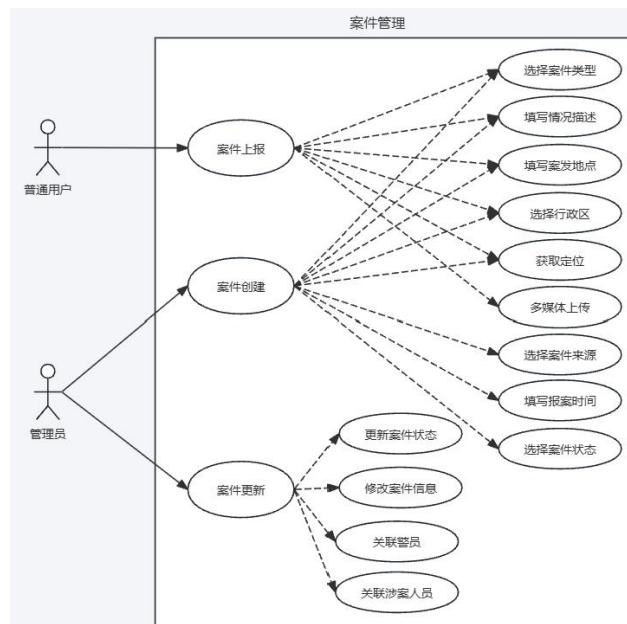 案件管理
选择案件类型
填写情况描述
案件上报
填写案发地点
普通用户
选择行政区
获取定位
案件创建
多媒体上传
选择案件来源
填写报案时间
管理员
更新案件状态
选择案件状态
案件更新
修改案件信息
关联警员
关联涉案人员